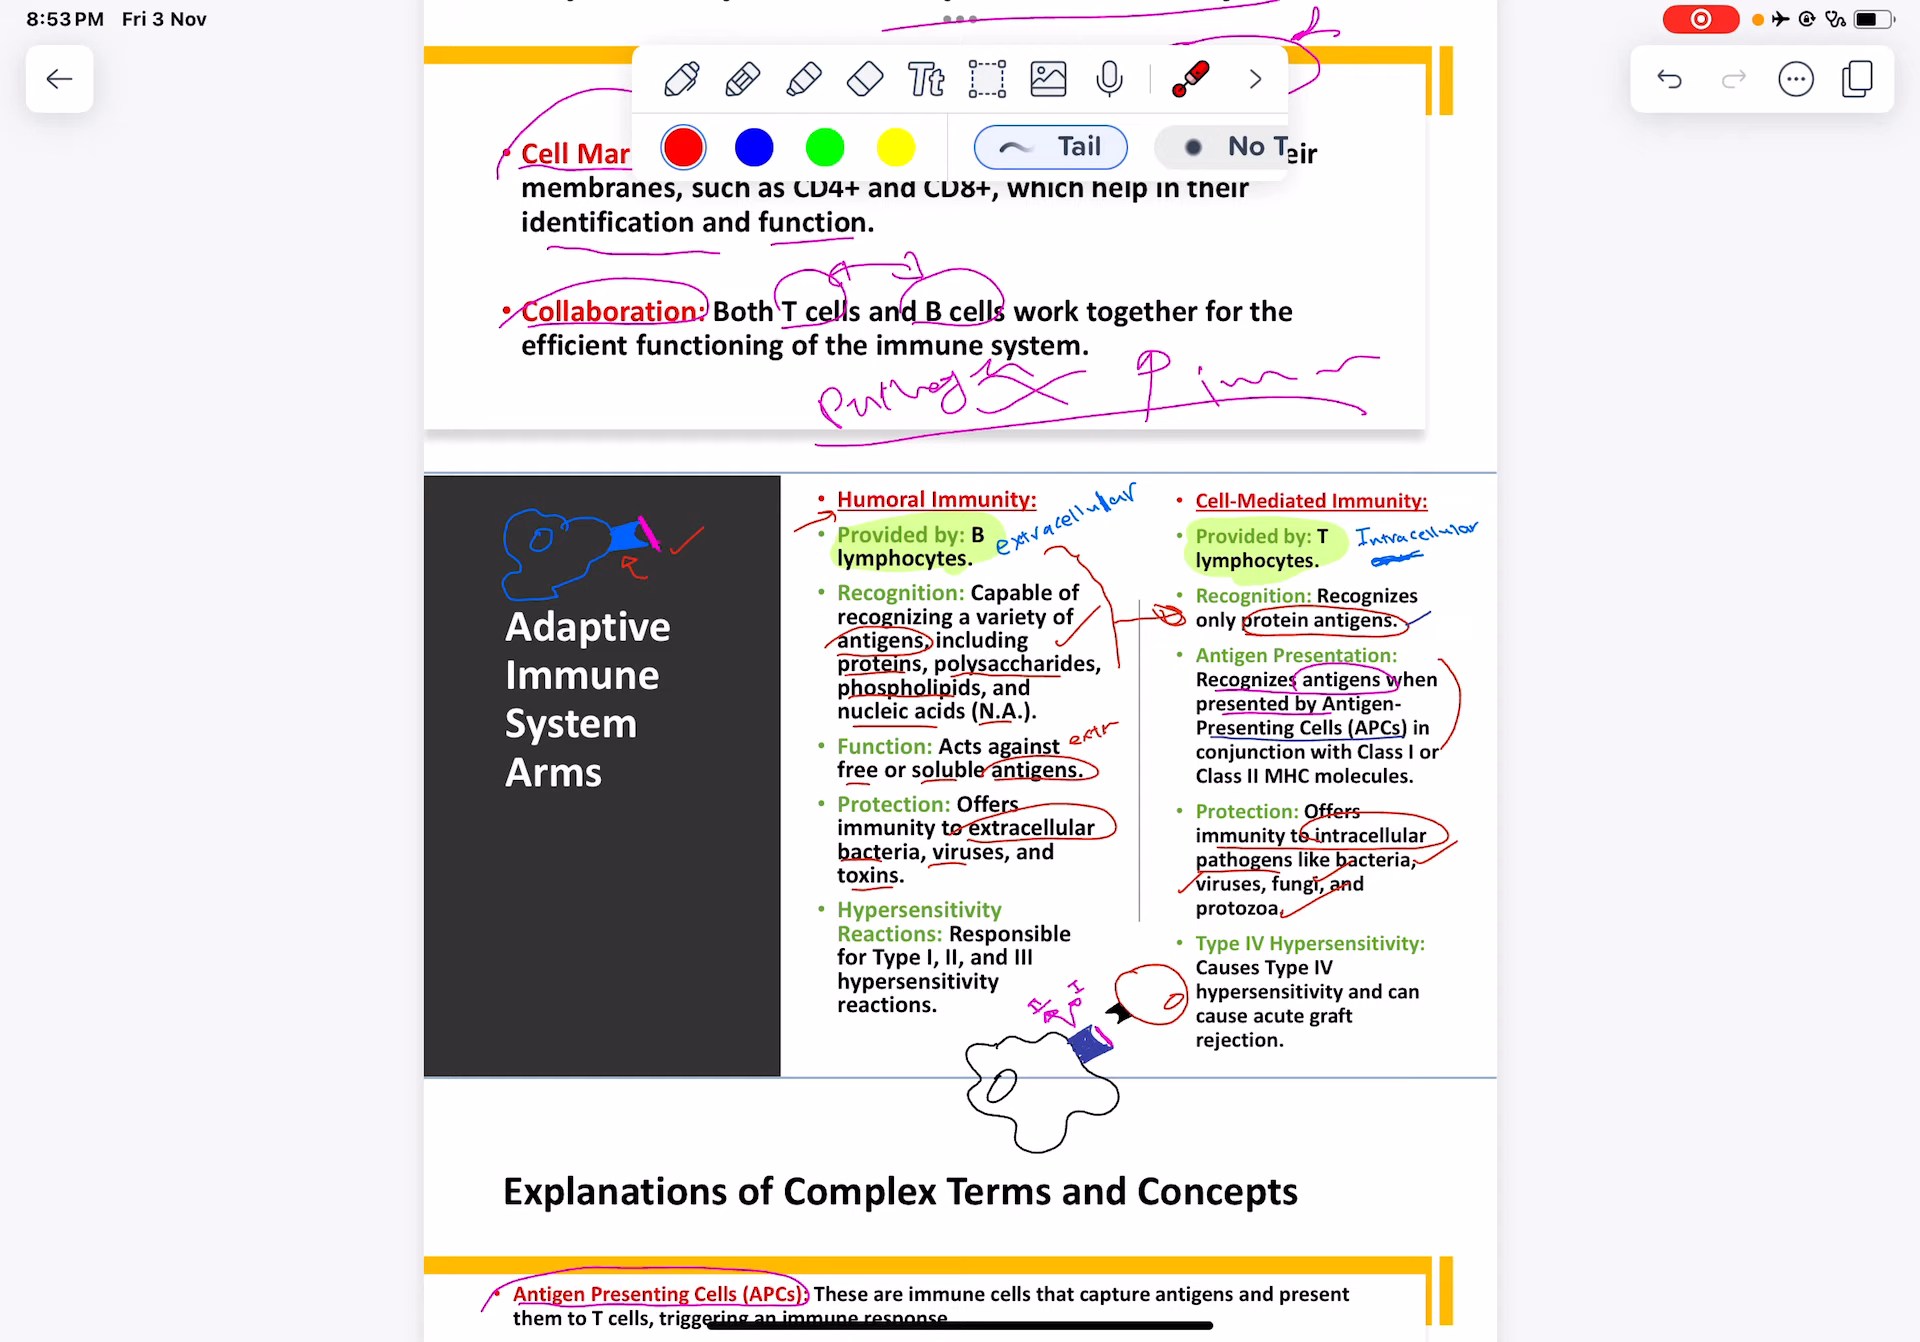 8:53 PM Fri 3 Nov
Tt
Tail
No T
Cell Mar
eir
membranes, such as CD4+ and CD8+, which help in their
identification and function.
• Collaboration: Both T cells and B cells work together for the
efficient functioning of the immune system.
Adaptive
Immune
System
Arms
• Humoral Immunity:
extracellular
• Provided by: B
lymphocytes.
• Recognition: Capable of
recognizing a variety of
antigens, including
proteins, polysaccharides,
phospholipids, and
nucleic acids (N.A.).
extr
• Function: Acts against
free or soluble antigens.
• Protection: Offers
immunity to extracellular
bacteria, viruses, and
toxins.
• Hypersensitivity
Reactions: Responsible
for Type I, II, and III
hypersensitivity
reactions.
II I
• Cell-Mediated Immunity:
• Provided by: T
lymphocytes.
Intracellular
• Recognition: Recognizes
only protein antigens.
• Antigen Presentation:
Recognizes antigens when
presented by Antigen-
Presenting Cells (APCs) in
conjunction with Class I or
Class II MHC molecules.
• Protection: Offers
immunity to intracellular
pathogens like bacteria,
viruses, fungi, and
protozoa.
• Type IV Hypersensitivity:
Causes Type IV
hypersensitivity and can
cause acute graft
rejection.
Explanations of Complex Terms and Concepts
• Antigen Presenting Cells (APCs): These are immune cells that capture antigens and present
them to T cells, triggering an immune response